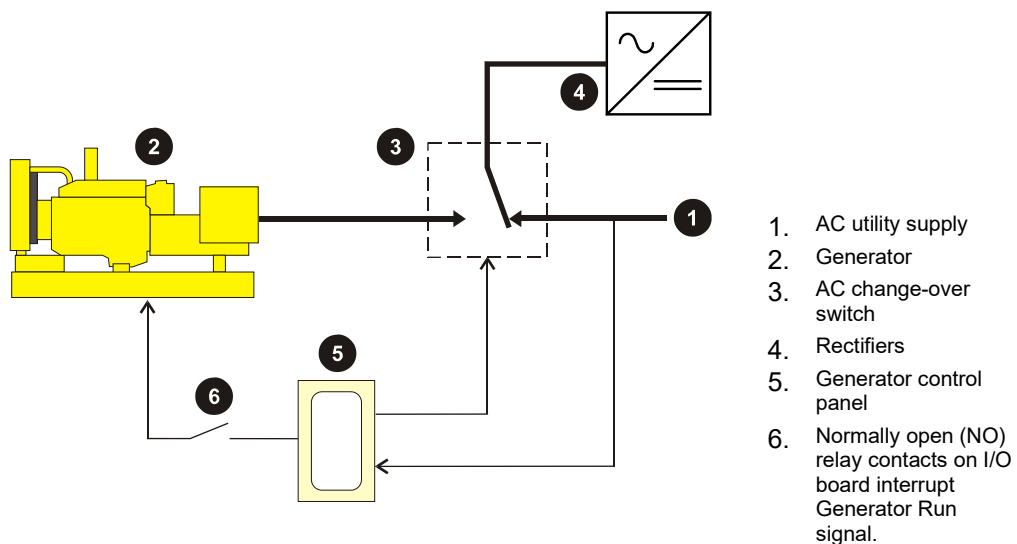 4
2
3
1
5
6
1. AC utility supply
2. Generator
3. AC change-over
switch
4. Rectifiers
5. Generator control
panel
6. Normally open (NO)
relay contacts on I/O
board interrupt
Generator Run
signal.